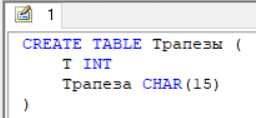 1
CREATE TABLE Трапезы (
    Т INT
    Трапеза CHAR(15)
)